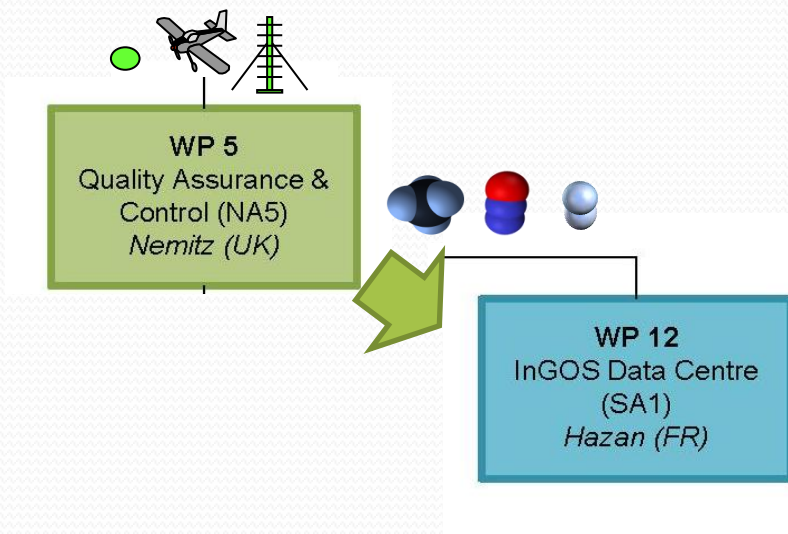 WP 5
Quality Assurance &
Control (NA5)
Nemitz (UK)
WP 12
InGOS Data Centre
(SA1)
Hazan (FR)